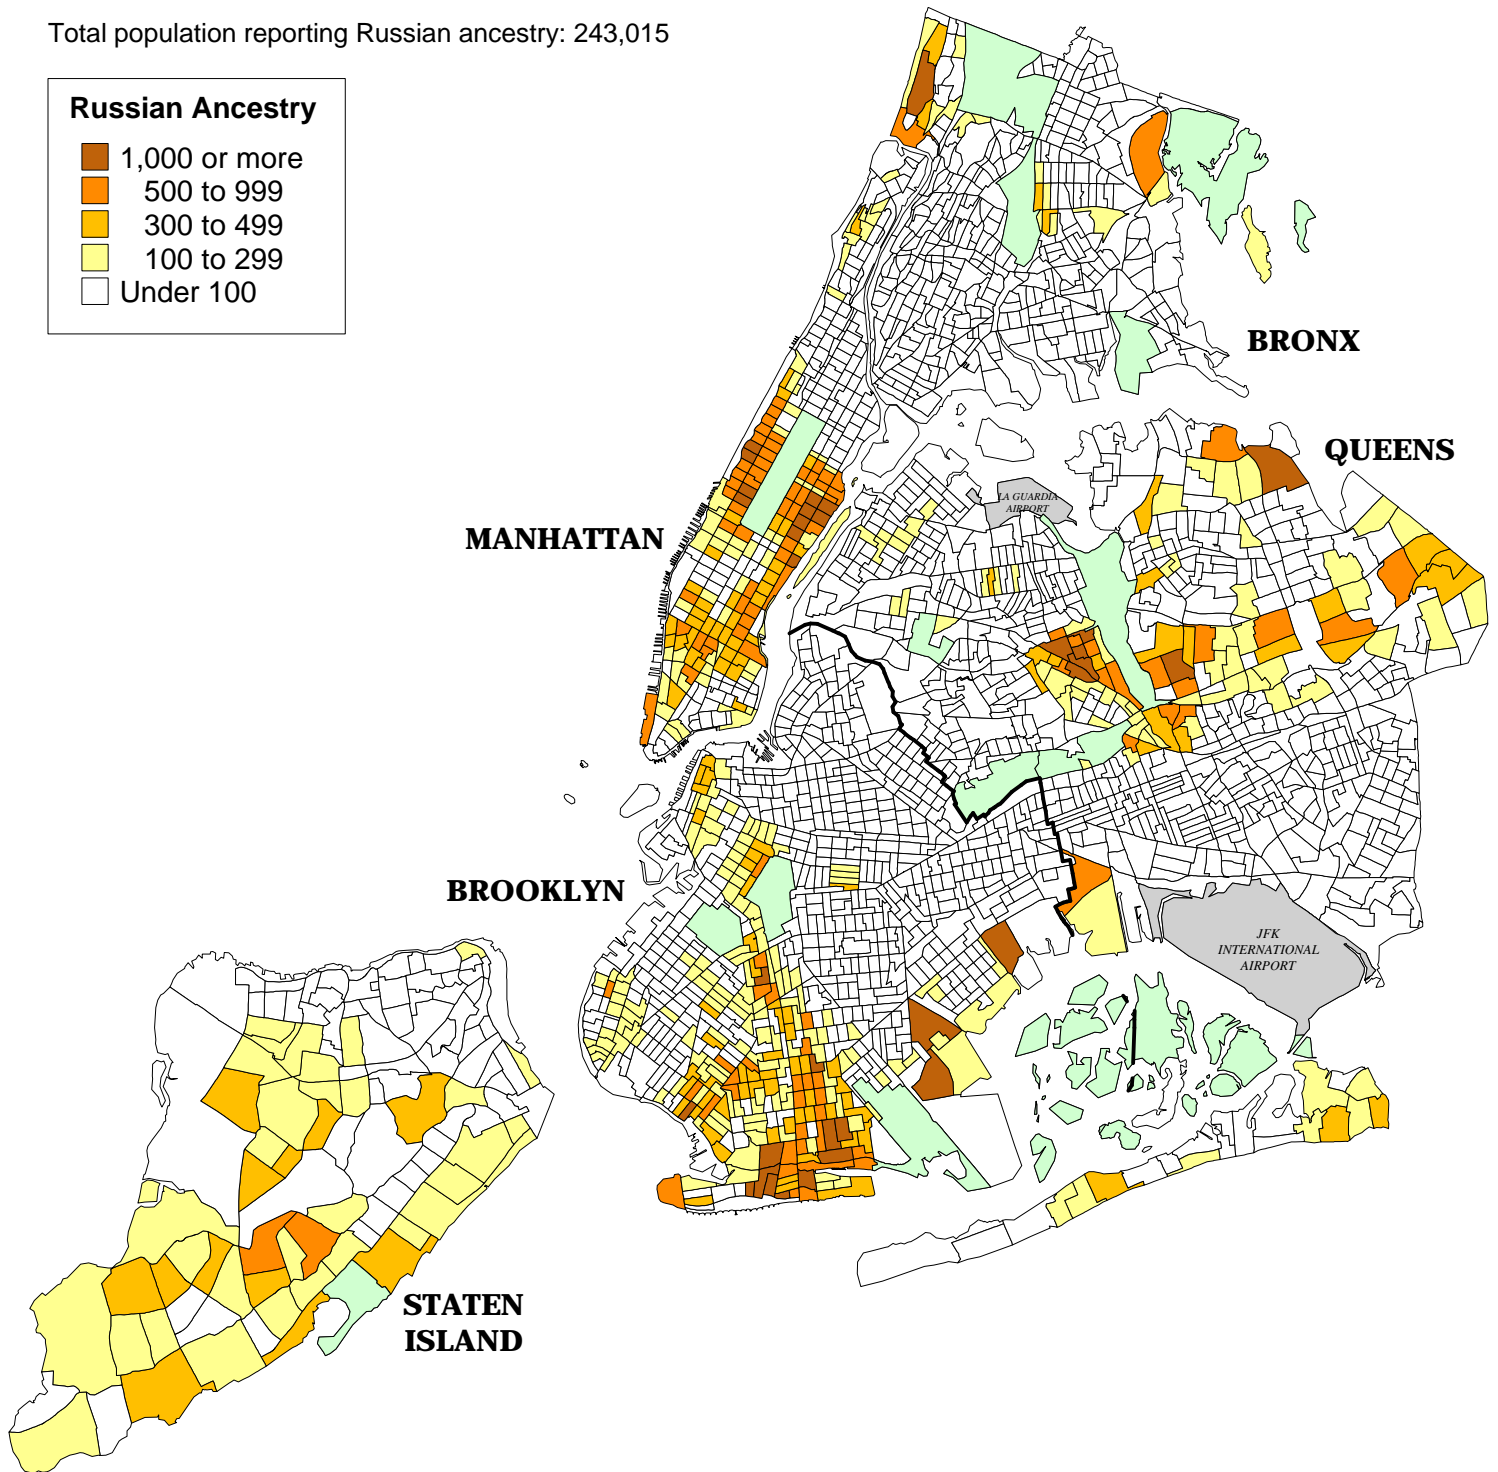 Total population reporting Russian ancestry: 243,015
Russian Ancestry
1,000 or more
500 to 999
300 to 499
100 to 299
Under 100
BRONX
QUEENS
LA GUARDIA
AIRPORT
MANHATTAN
BROOKLYN
JFK
INTERNATIONAL
AIRPORT
STATEN
ISLAND